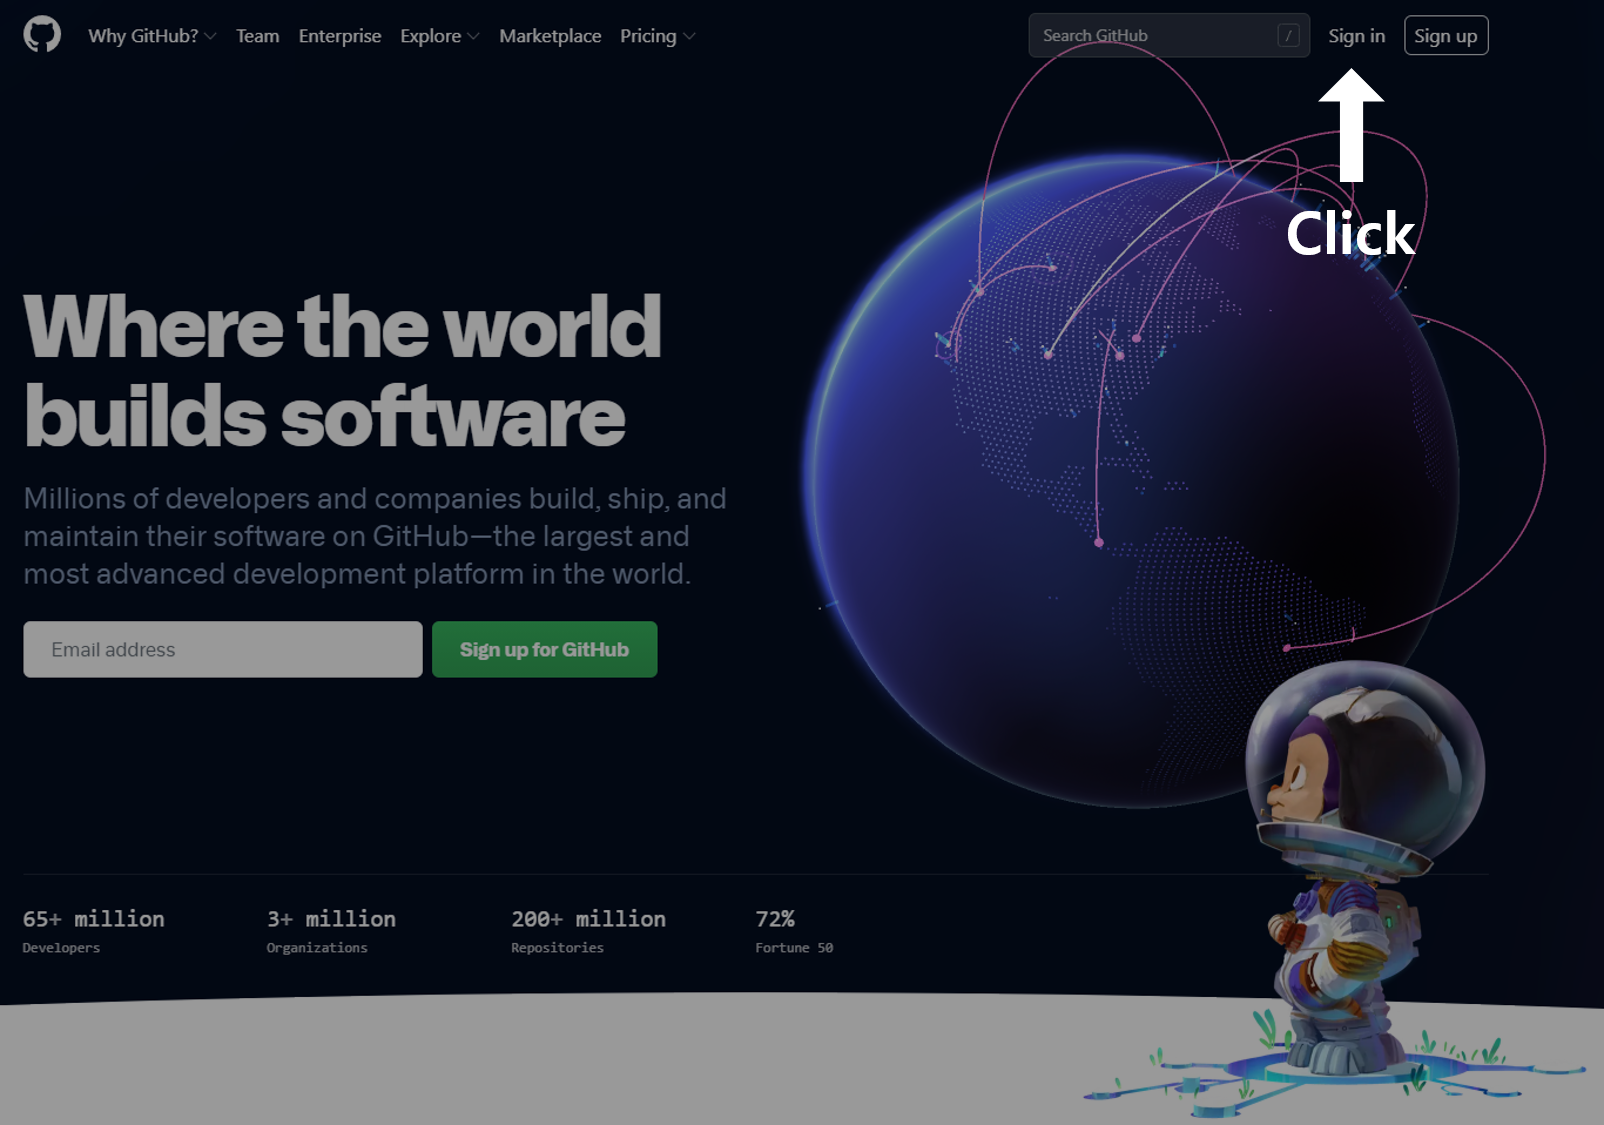 Why GitHub? Team Enterprise Explore Marketplace Pricing Search GitHub / Sign in Sign up
Click
Where the world
builds software
Millions of developers and companies build, ship, and
maintain their software on GitHub—the largest and
most advanced development platform in the world.
Email address Sign up for GitHub
65+ million 3+ million 200+ million 72%
Developers Organizations Repositories Fortune 50